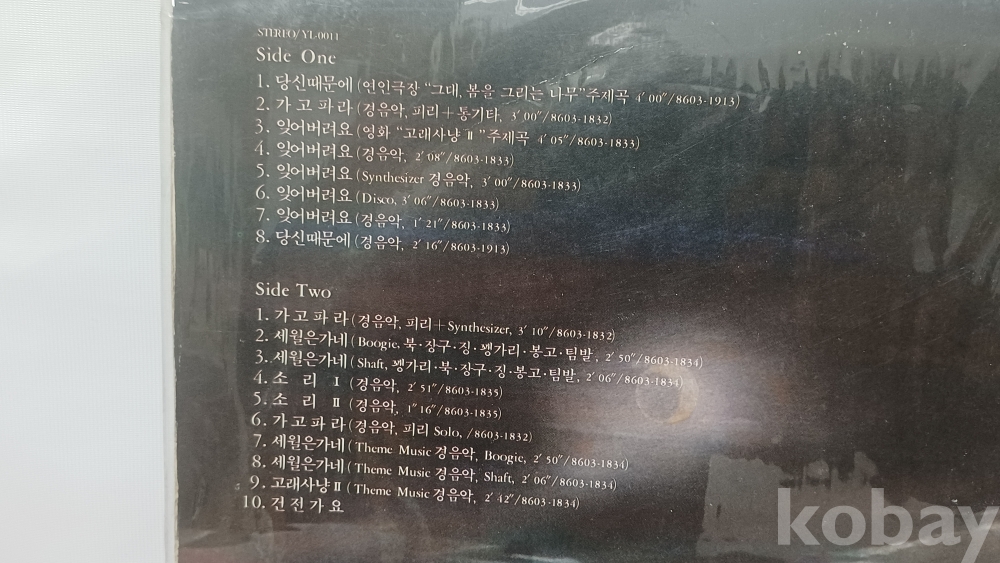 STEREO/YL-0011
Side One
1. 당신때문에 (연인극장 "그대, 봄을 그리는 나무" 주제곡 4′ 00″/8603-1913)
2. 가 고 파 라 (경음악, 피리+통기타, 3′ 00″/8603-1832)
3. 잊어버려요 (영화 "고래사냥 Ⅱ" 주제곡 4′ 05″/8603-1833)
4. 잊어버려요 (경음악, 2′ 08″/8603-1833)
5. 잊어버려요 (Synthesizer 경음악, 3′ 00″/8603-1833)
6. 잊어버려요 (Disco, 3′ 06″/8603-1833)
7. 잊어버려요 (경음악, 1′ 21″/8603-1833)
8. 당신때문에 (경음악, 2′ 16″/8603-1913)
Side Two
1. 가 고 파 라 (경음악, 피리+Synthesizer, 3′ 10″/8603-1832)
2. 세월은가네 (Boogie, 북·장구·징·꽹가리·봉고·팀발, 2′ 50″/8603-1834)
3. 세월은가네 (Shaft, 꽹가리·북·장구·징·봉고·팀발, 2′ 06″/8603-1834)
4. 소 리 Ⅰ (경음악, 2′ 51″/8603-1835)
5. 소 리 Ⅱ (경음악, 1″ 16″/8603-1835)
6. 가 고 파 라 (경음악, 피리 Solo, /8603-1832)
7. 세월은가네 (Theme Music 경음악, Boogie, 2′ 50″/8603-1834)
8. 세월은가네 (Theme Music 경음악, Shaft, 2′ 06″/8603-1834)
9. 고래사냥 Ⅱ (Theme Music 경음악, 2′ 42″/8603-1834)
10. 건 전 가 요
kobay